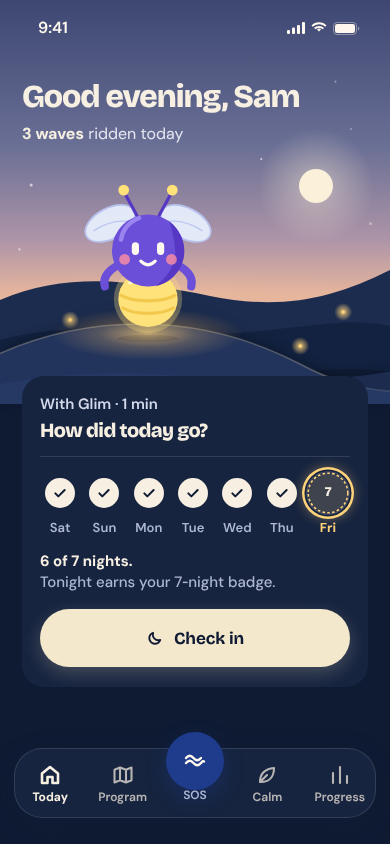 9:41
Good evening, Sam
3 waves ridden today
With Glim · 1 min
How did today go?
7
Sat Sun Mon Tue Wed Thu Fri
6 of 7 nights.
Tonight earns your 7-night badge.
Check in
Today Program SOS Calm Progress